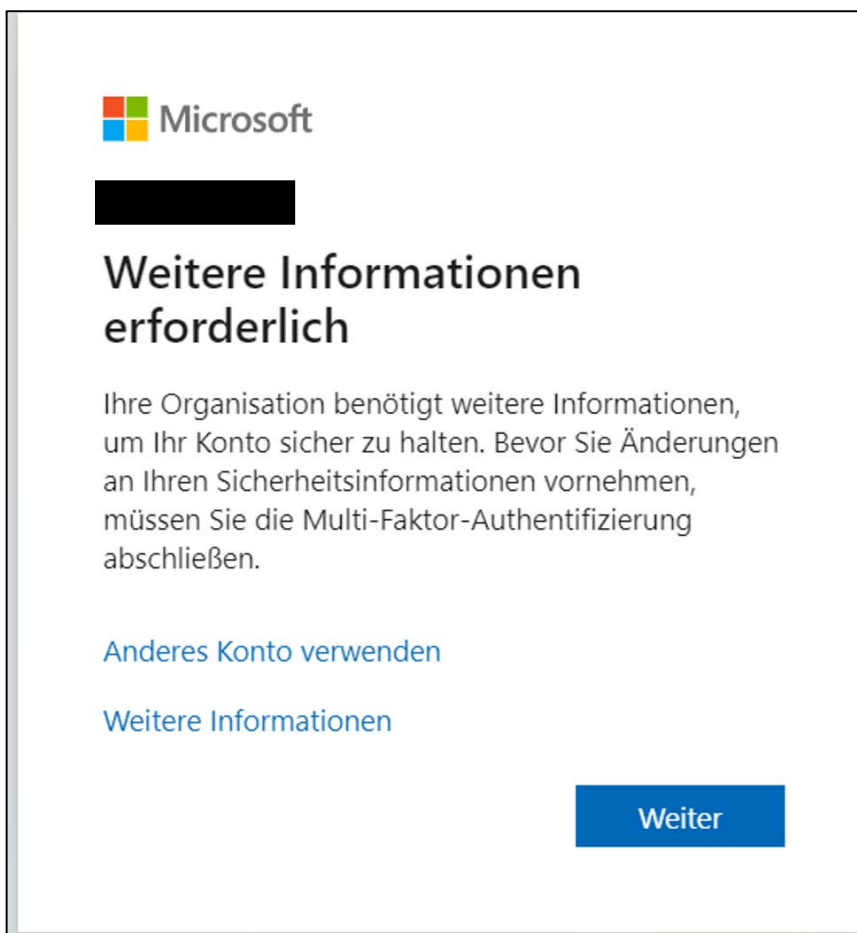 Microsoft
Weitere Informationen
erforderlich
Ihre Organisation benötigt weitere Informationen,
um Ihr Konto sicher zu halten. Bevor Sie Änderungen
an Ihren Sicherheitsinformationen vornehmen,
müssen Sie die Multi-Faktor-Authentifizierung
abschließen.
Anderes Konto verwenden
Weitere Informationen
Weiter